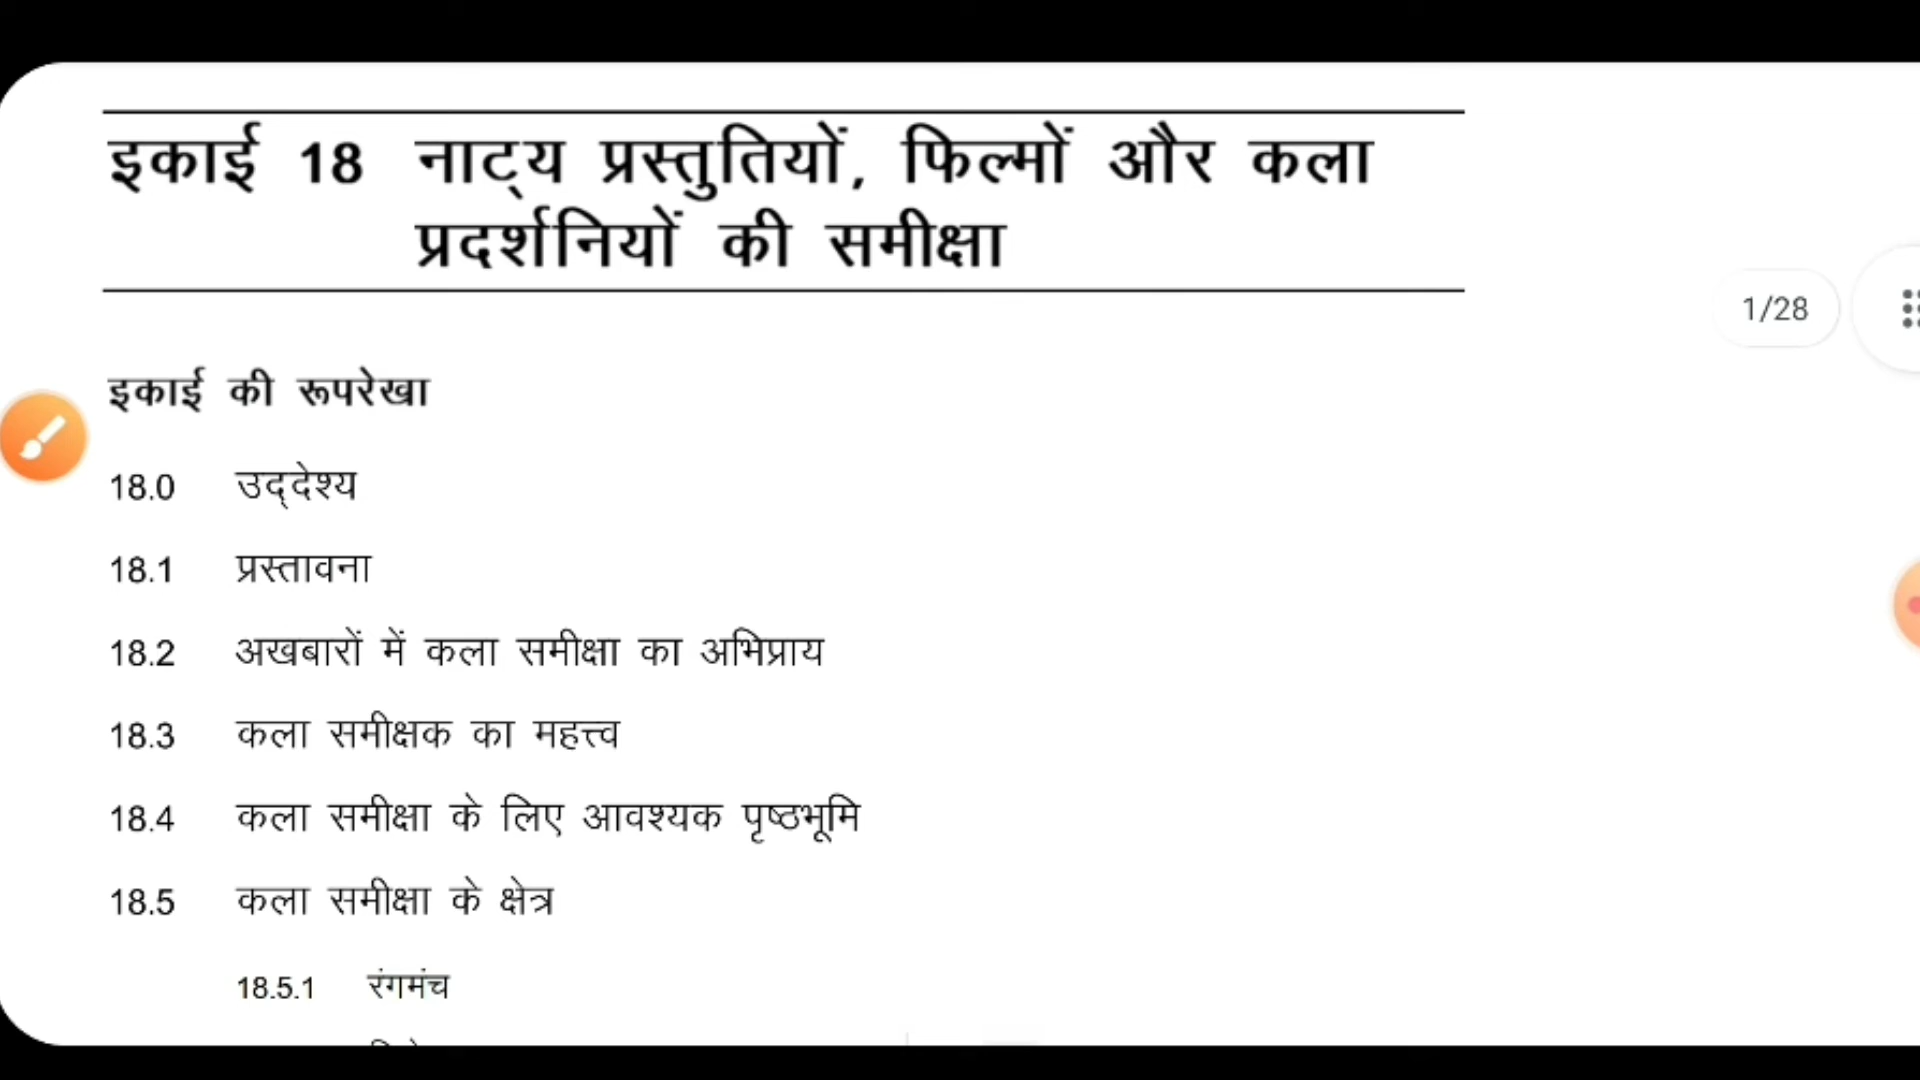 इकाई 18 नाट्य प्रस्तुतियों, फिल्मों और कला
प्रदर्शनियों की समीक्षा
1/28
इकाई की रूपरेखा
18.0 उद्देश्य
18.1 प्रस्तावना
18.2 अखबारों में कला समीक्षा का अभिप्राय
18.3 कला समीक्षक का महत्त्व
18.4 कला समीक्षा के लिए आवश्यक पृष्ठभूमि
18.5 कला समीक्षा के क्षेत्र
18.5.1 रंगमंच